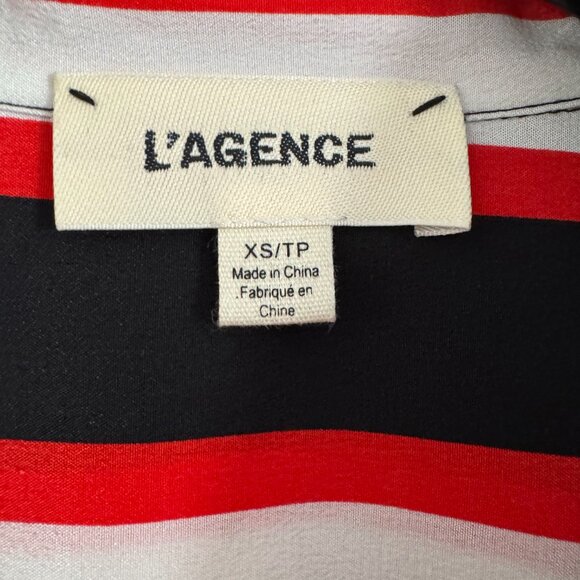 L'AGENCE
XS/TP
Made in China
.Fabriqué en
Chine